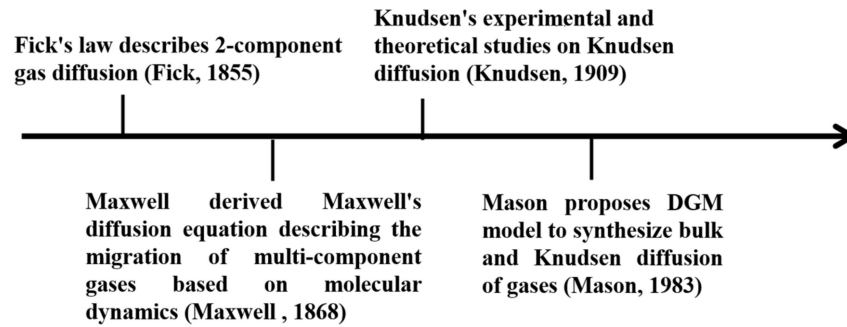 Fick's law describes 2-component
gas diffusion (Fick, 1855)
Knudsen's experimental and
theoretical studies on Knudsen
diffusion (Knudsen, 1909)
Maxwell derived Maxwell's
diffusion equation describing the
migration of multi-component
gases based on molecular
dynamics (Maxwell , 1868)
Mason proposes DGM
model to synthesize bulk
and Knudsen diffusion
of gases (Mason, 1983)